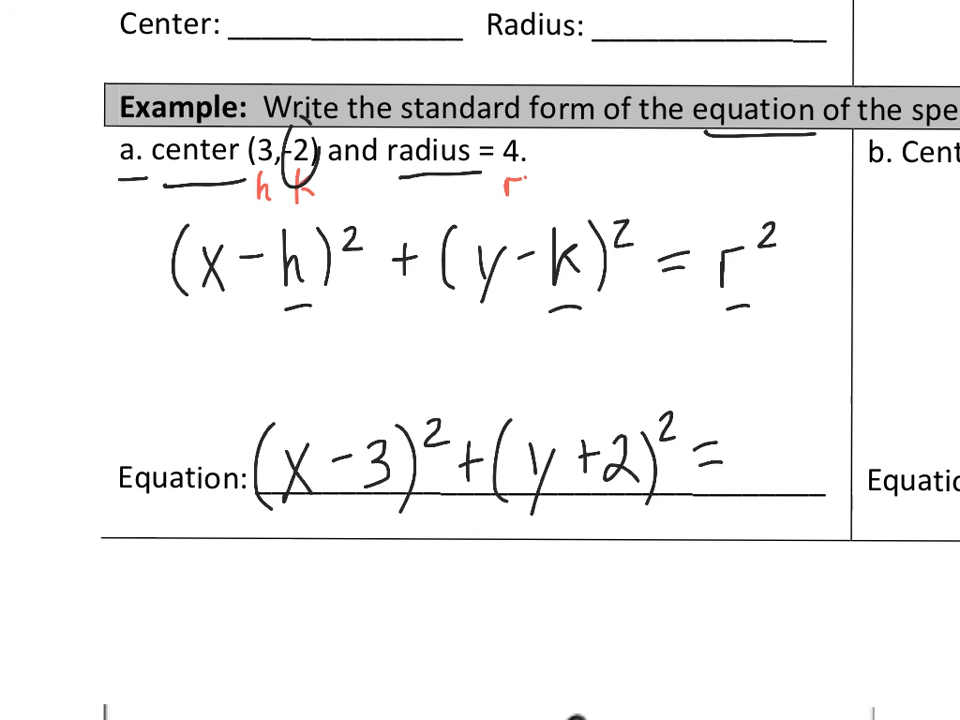 Center: _______________ Radius: _______________
Example: Write the standard form of the equation of the spe
a. center (3,-2) and radius = 4. b. Cent
h k r
(x - h)² + (y - k)² = r²
Equation: (x - 3)² + (y + 2)² = Equatio